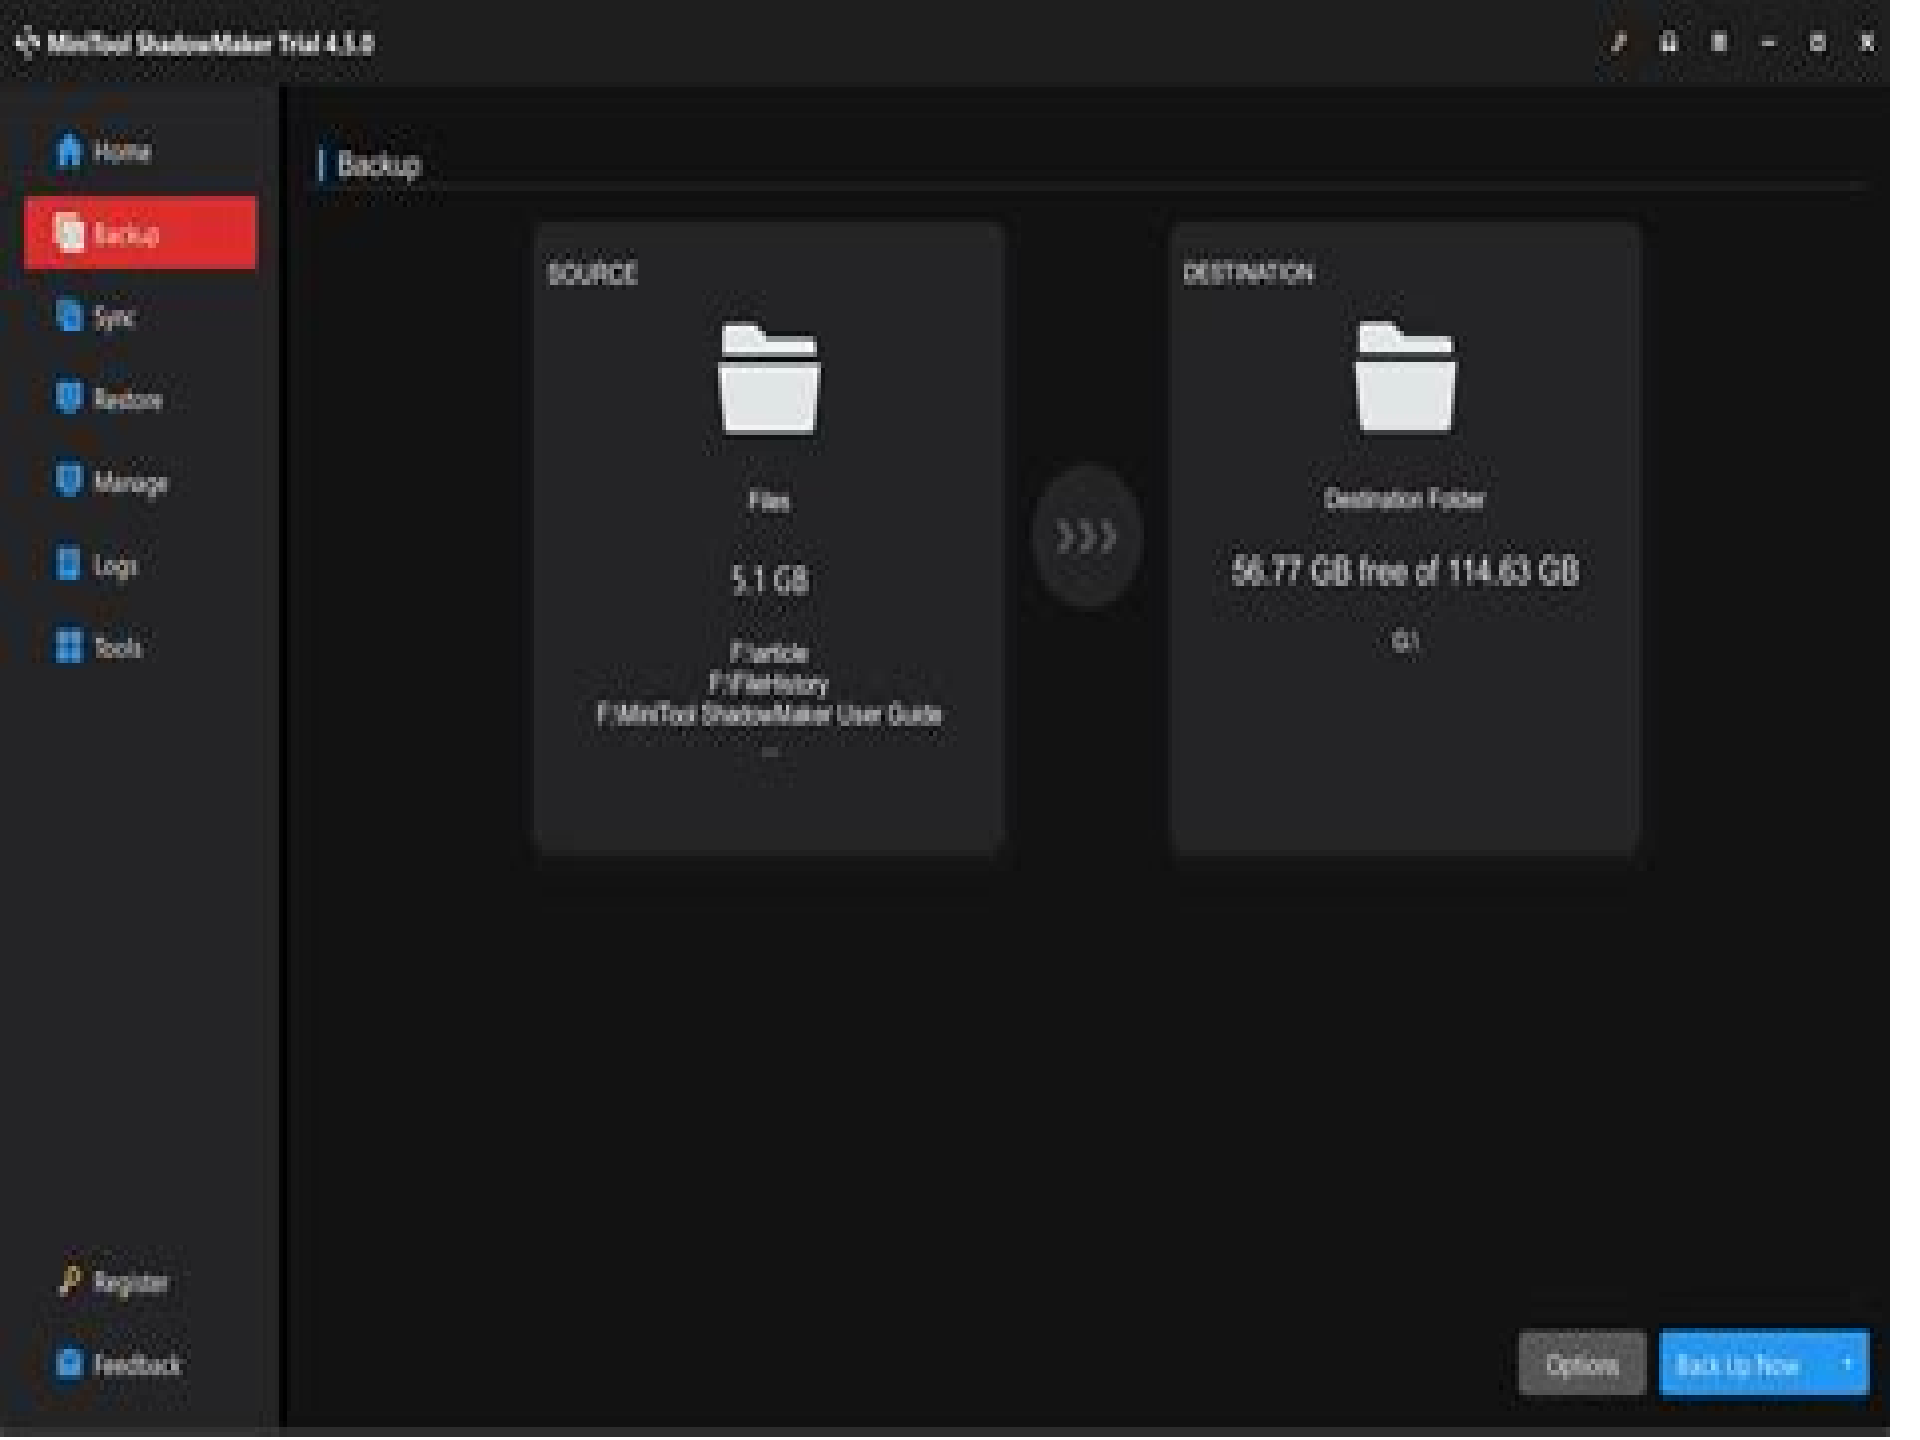 MiniTool ShadowMaker Trial 4.5.0
Home
Backup
Sync
Restore
Manage
Logs
Tools
Register
Feedback
Backup
SOURCE
Files
5.1 GB
F:\article
F:\FileHistory
F:\MiniTool ShadowMaker User Guide
...
DESTINATION
Destination Folder
56.77 GB free of 114.63 GB
G:\
Options
Back Up Now